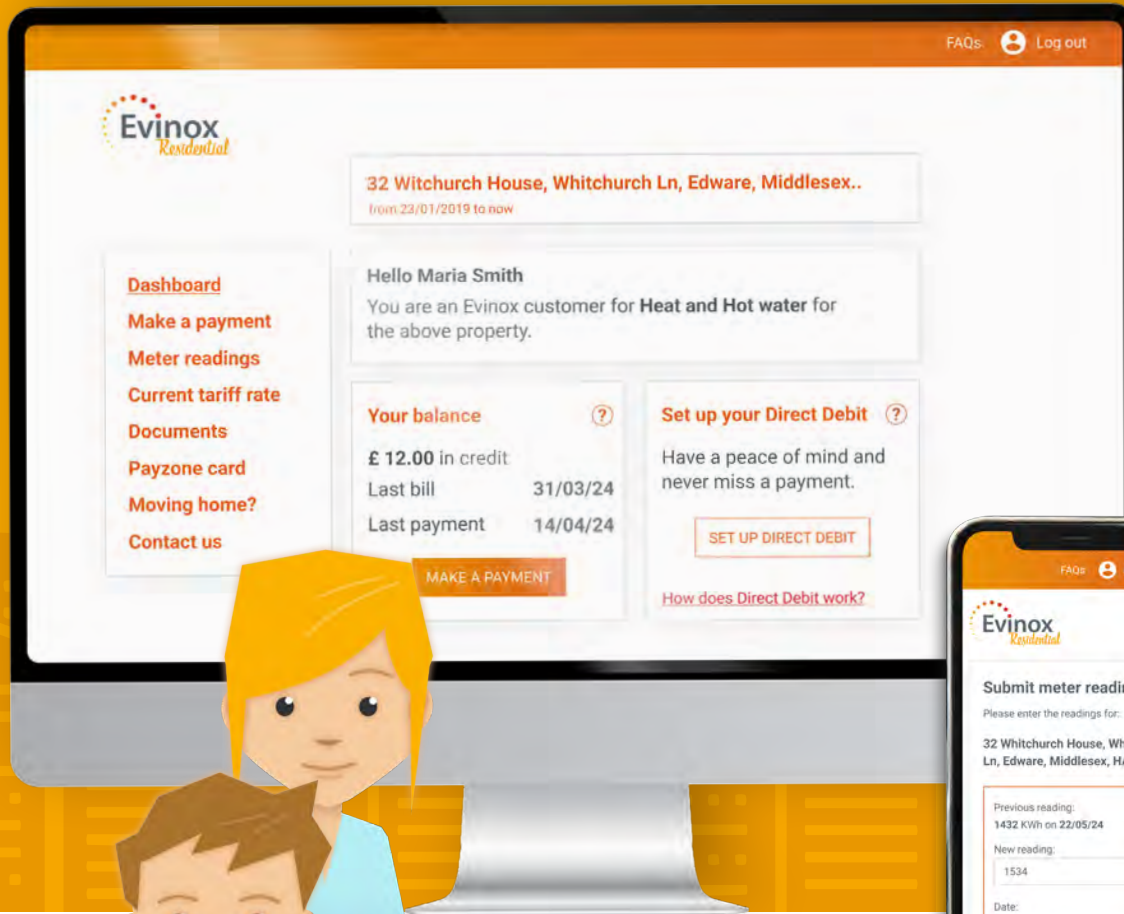 FAQs Log out
Evinox
Residential
32 Witchurch House, Whitchurch Ln, Edware, Middlesex..
from 23/01/2019 to now
Dashboard
Make a payment
Meter readings
Current tariff rate
Documents
Payzone card
Moving home?
Contact us
Hello Maria Smith
You are an Evinox customer for Heat and Hot water for
the above property.
Your balance ?
£ 12.00 in credit
Last bill 31/03/24
Last payment 14/04/24
MAKE A PAYMENT
Set up your Direct Debit ?
Have a peace of mind and
never miss a payment.
SET UP DIRECT DEBIT
How does Direct Debit work?
FAQs
Evinox
Residential
Submit meter
Please enter the readings for:
32 Whitchurch House,
Ln, Edware, Middlesex,
Previous reading:
1432 KWh on 22/05/24
New reading:
1534
Date: